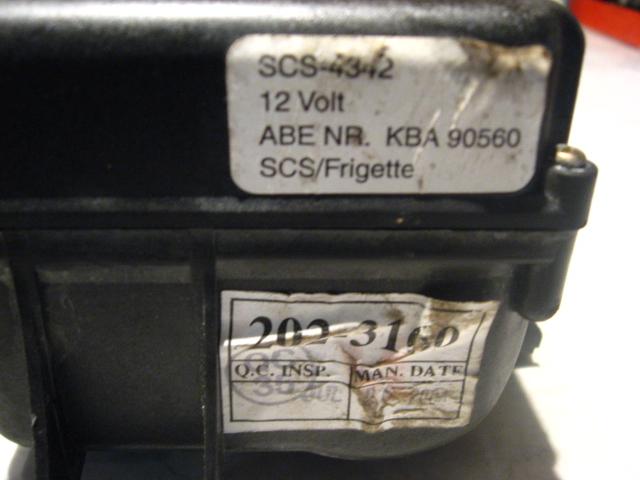 SCS-4342
12 Volt
ABE NR. KBA 90560
SCS/Frigette
202-3160
Q.C. INSP. MAN. DATE